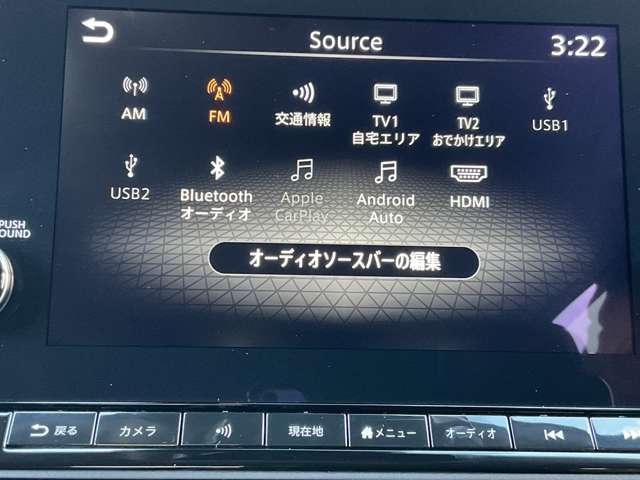 Source
3:22
AM
FM
交通情報
TV1
自宅エリア
TV2
おでかけエリア
USB1
USB2
Bluetooth
オーディオ
Apple
CarPlay
Android
Auto
HDMI
オーディオソースバーの編集
PUSH
OUND
戻る
カメラ
現在地
メニュー
オーディオ